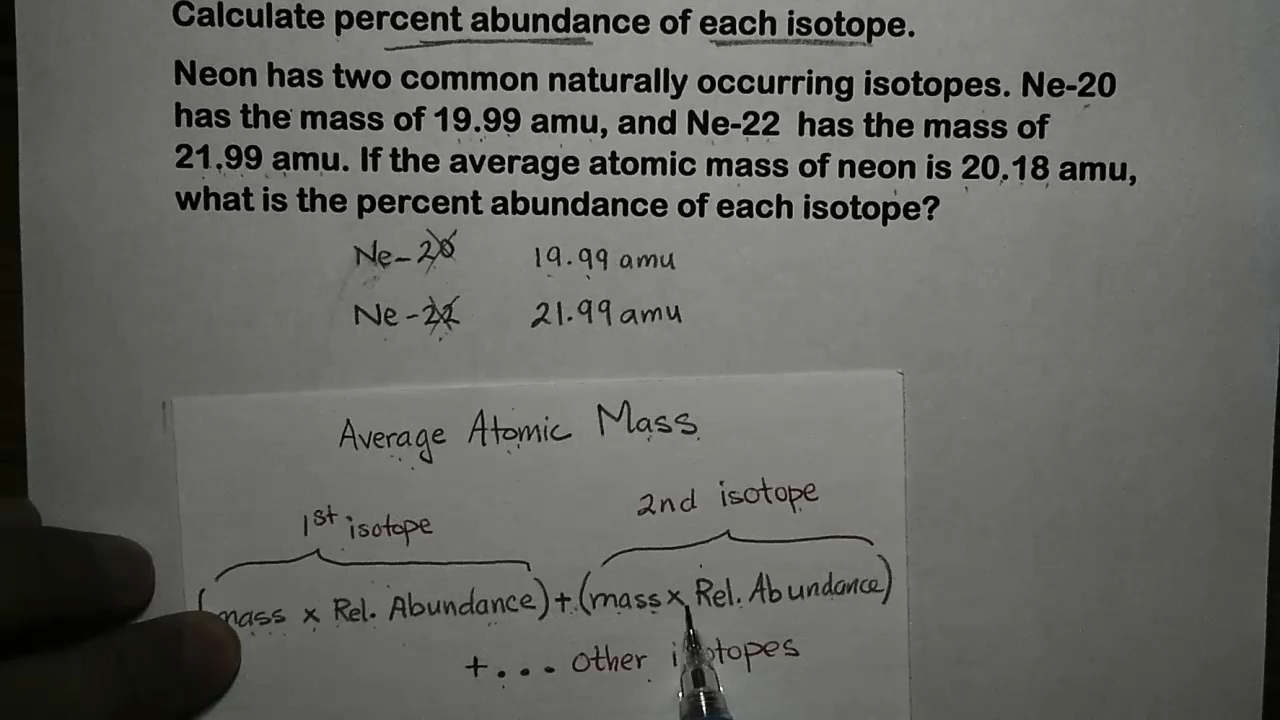 Calculate percent abundance of each isotope.
Neon has two common naturally occurring isotopes. Ne-20
has the mass of 19.99 amu, and Ne-22 has the mass of
21.99 amu. If the average atomic mass of neon is 20.18 amu,
what is the percent abundance of each isotope?
Ne-20 19.99 amu
Ne-22 21.99 amu
Average Atomic Mass
1st isotope 2nd isotope
(mass x Rel. Abundance) + (mass x Rel. Abundance)
+... other isotopes